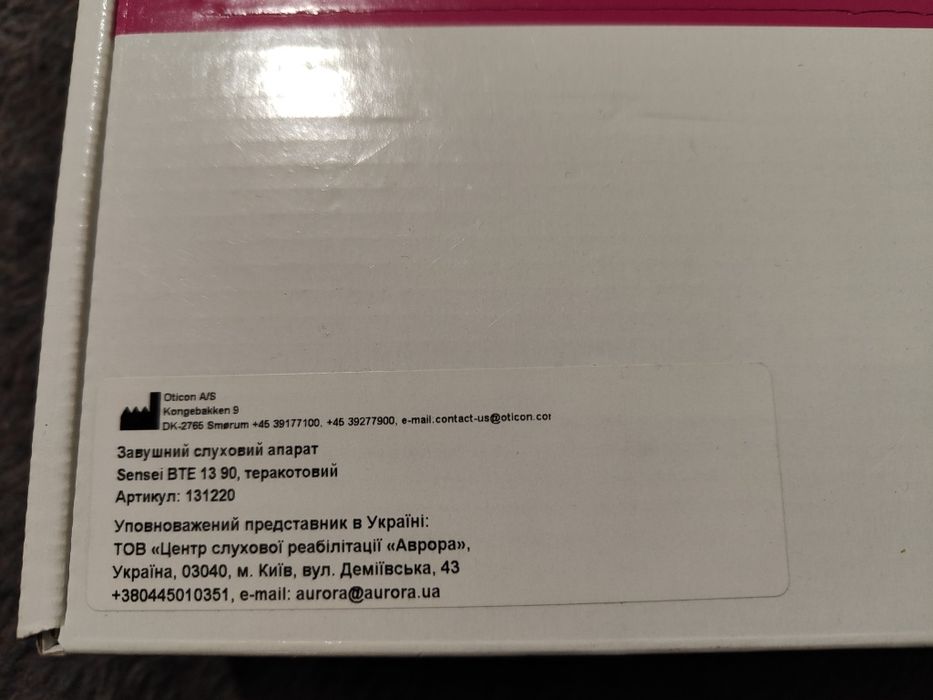 Oticon A/S
Kongebakken 9
DK-2765 Smørum +45 39177100, +45 39277900, e-mail.contact-us@oticon.cor
Завушний слуховий апарат
Sensei BTE 13 90, теракотовий
Артикул: 131220
Уповноважений представник в Україні:
ТОВ «Центр слухової реабілітації «Аврора»,
Україна, 03040, м. Київ, вул. Деміївська, 43
+380445010351, e-mail: aurora@aurora.ua